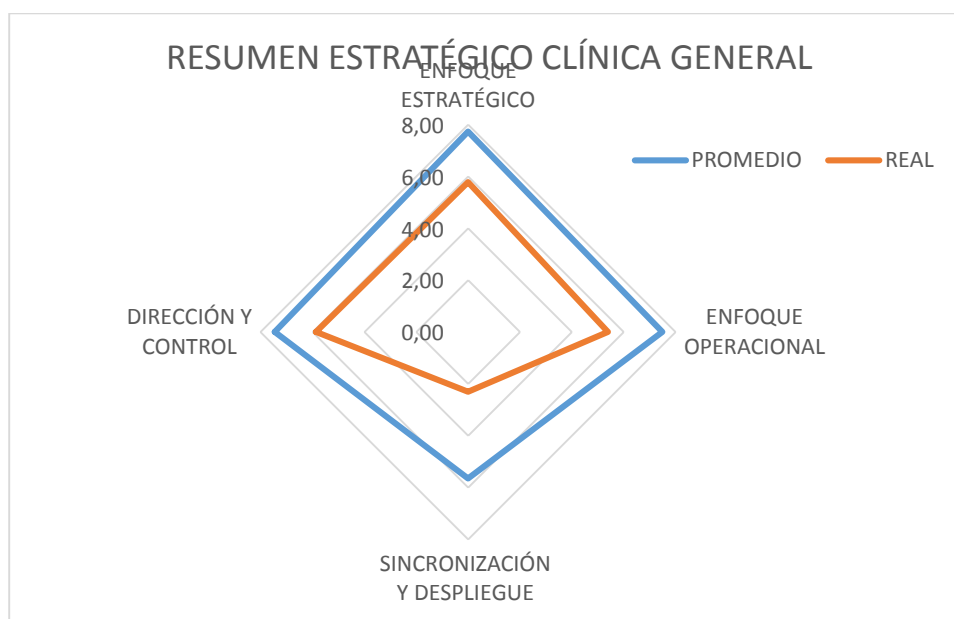 RESUMEN ESTRATÉGICO CLÍNICA GENERAL
ENFOQUE
ESTRATÉGICO
8,00
PROMEDIO
REAL
6,00
4,00
2,00
0,00
DIRECCIÓN Y
CONTROL
ENFOQUE
OPERACIONAL
SINCRONIZACIÓN
Y DESPLIEGUE